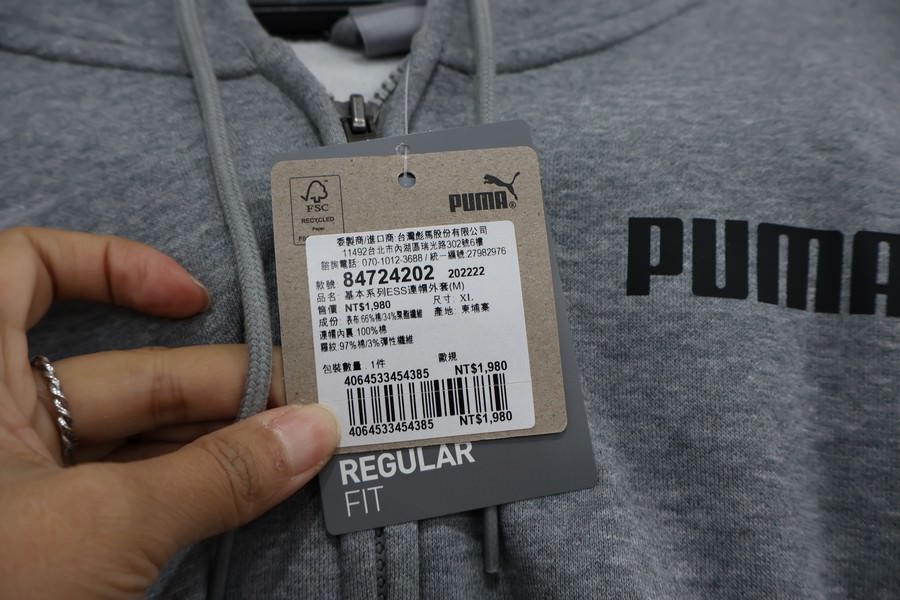 FSC
RECYCLED
Paper
PUMA
委製商/進口商:台灣彪馬股份有限公司
11492台北市內湖區瑞光路302號6樓
諮詢電話: 070-1012-3688 / 統一編號:27982976
款號: 84724202 202222
品名: 基本系列ESS連帽外套(M)
售價 NT$1,980 尺寸: XL
成份: 表布:66%棉/34%聚酯纖維 產地: 柬埔寨
連帽內裏:100%棉
羅紋:97%棉/3%彈性纖維
包裝數量 : 1件 歐規
4064533454385 NT$1,980
4064533454385 NT$1,980
REGULAR
FIT
PUMA